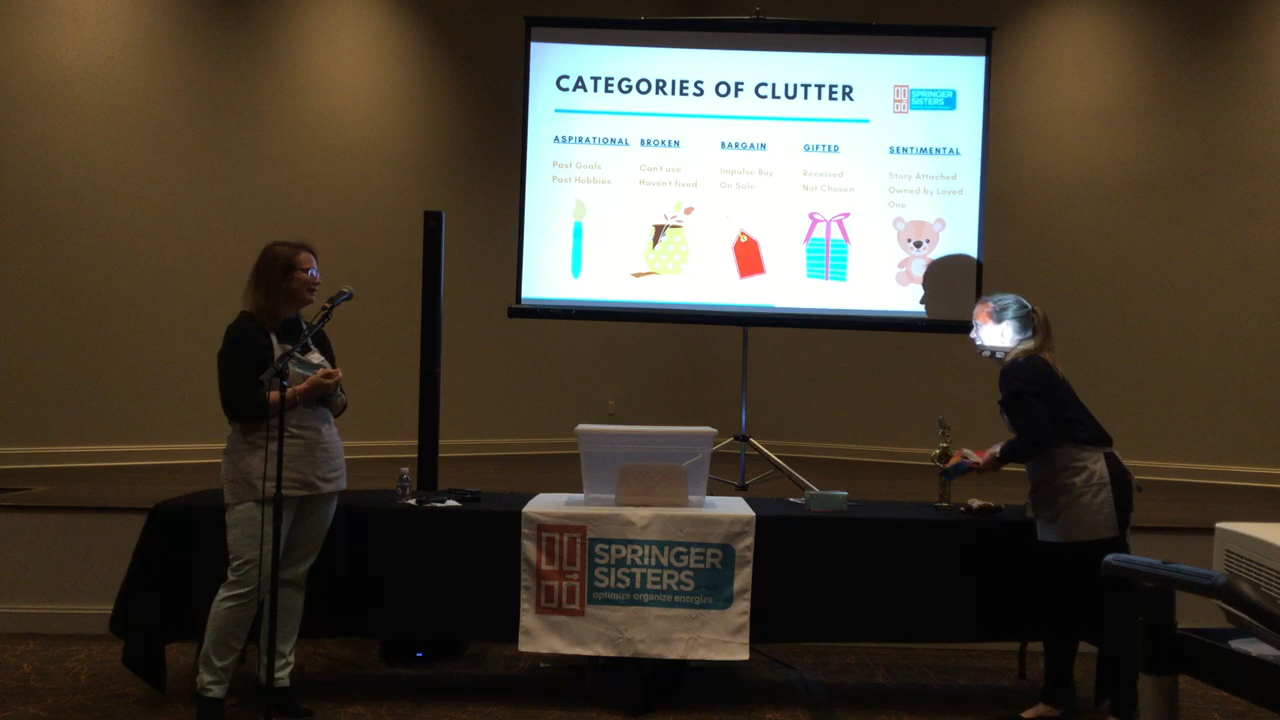 CATEGORIES OF CLUTTER
SPRINGER
SISTERS
ASPIRATIONAL
Past Goals
Past Hobbies
BROKEN
Can't use
Haven't fixed
BARGAIN
Impulse Buy
On Sale
GIFTED
Received
Not Chosen
SENTIMENTAL
Story Attached
Owned by Loved
One
SPRINGER
SISTERS
optimize organize energize